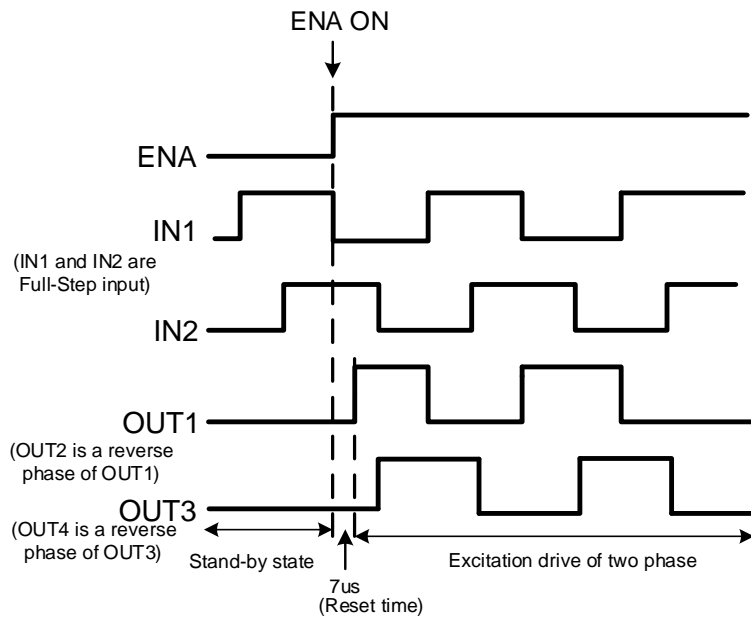 ENA ON
ENA
IN1
(IN1 and IN2 are
Full-Step input)
IN2
OUT1
(OUT2 is a reverse
phase of OUT1)
OUT3
(OUT4 is a reverse
phase of OUT3)
Stand-by state
7us
(Reset time)
Excitation drive of two phase